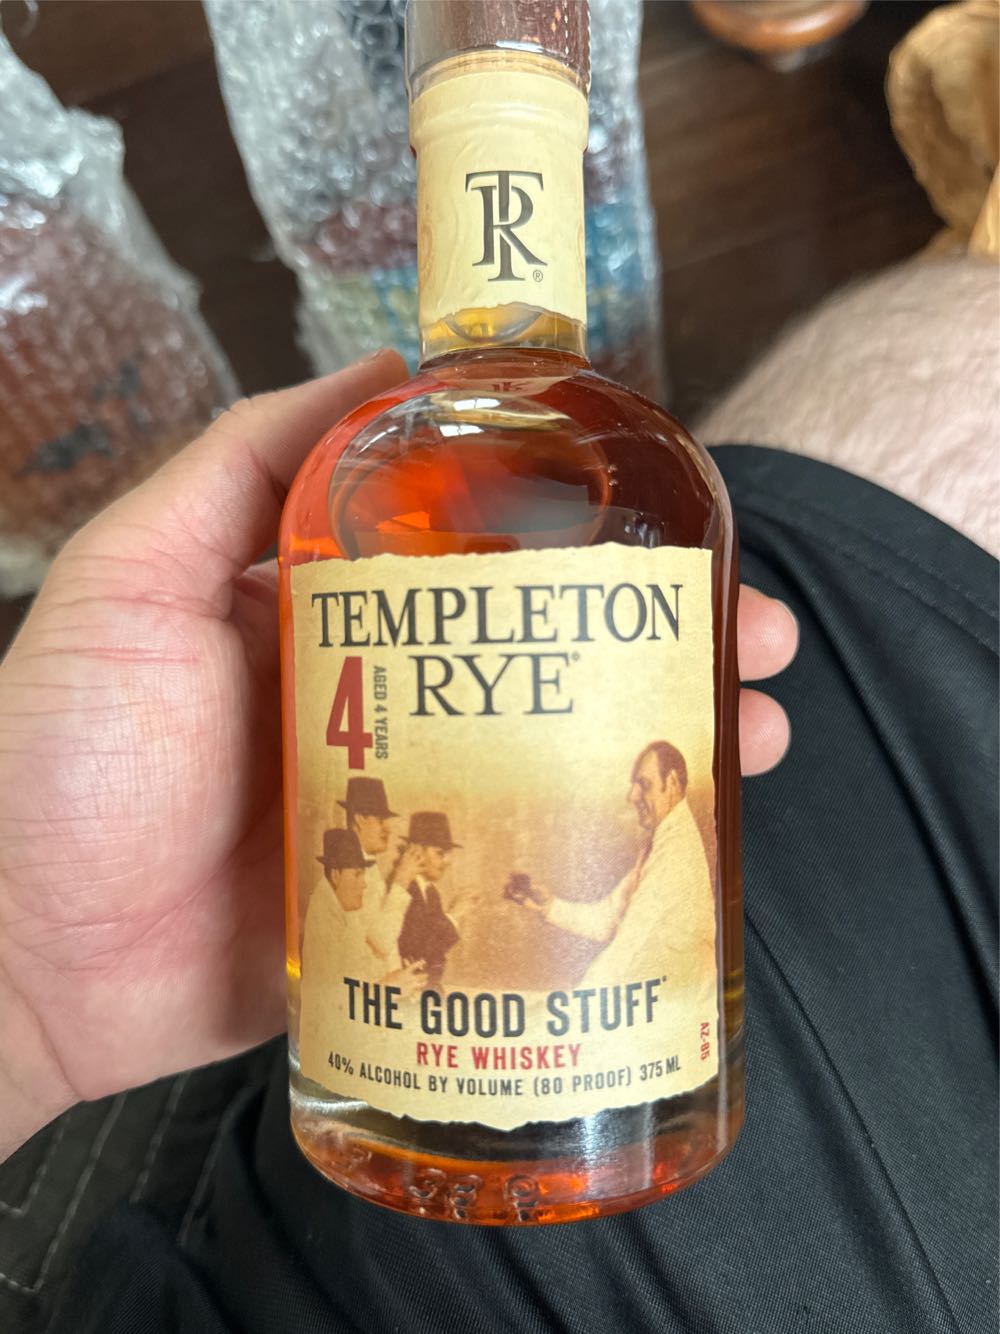 TR®
TEMPLETON
RYE®
4
AGED 4 YEARS
THE GOOD STUFF®
RYE WHISKEY
40% ALCOHOL BY VOLUME (80 PROOF) 375 ML
AZ-85